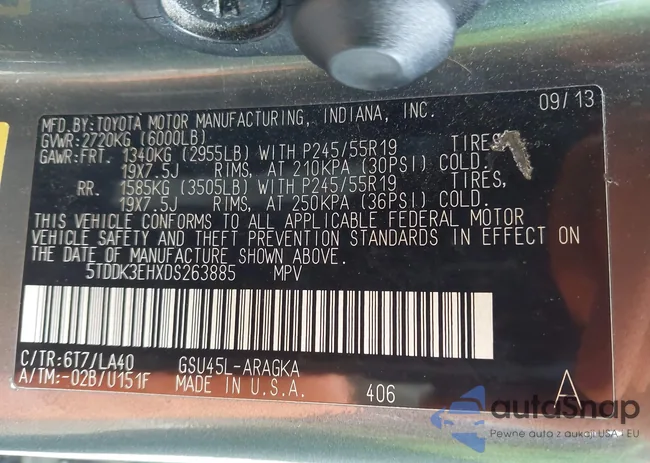 MFD.BY:TOYOTA MOTOR MANUFACTURING, INDIANA, INC. 09/13
GVWR:2720KG (6000LB)
GAWR:FRT. 1340KG (2955LB) WITH P245/55R19 TIRES
19X7.5J RIMS, AT 210KPA (30PSI) COLD.
RR. 1585KG (3505LB) WITH P245/55R19 TIRES,
19X7.5J RIMS, AT 250KPA (36PSI) COLD.
THIS VEHICLE CONFORMS TO ALL APPLICABLE FEDERAL MOTOR
VEHICLE SAFETY AND THEFT PREVENTION STANDARDS IN EFFECT ON
THE DATE OF MANUFACTURE SHOWN ABOVE.
5TDDK3EHXDS263885 MPV
C/TR:6T7/LA40 GSU45L-ARAGKA
A/TM:-02B/U151F MADE IN U.S.A. 406 A
autoSnap
Pewne auto z aukcji USA i EU